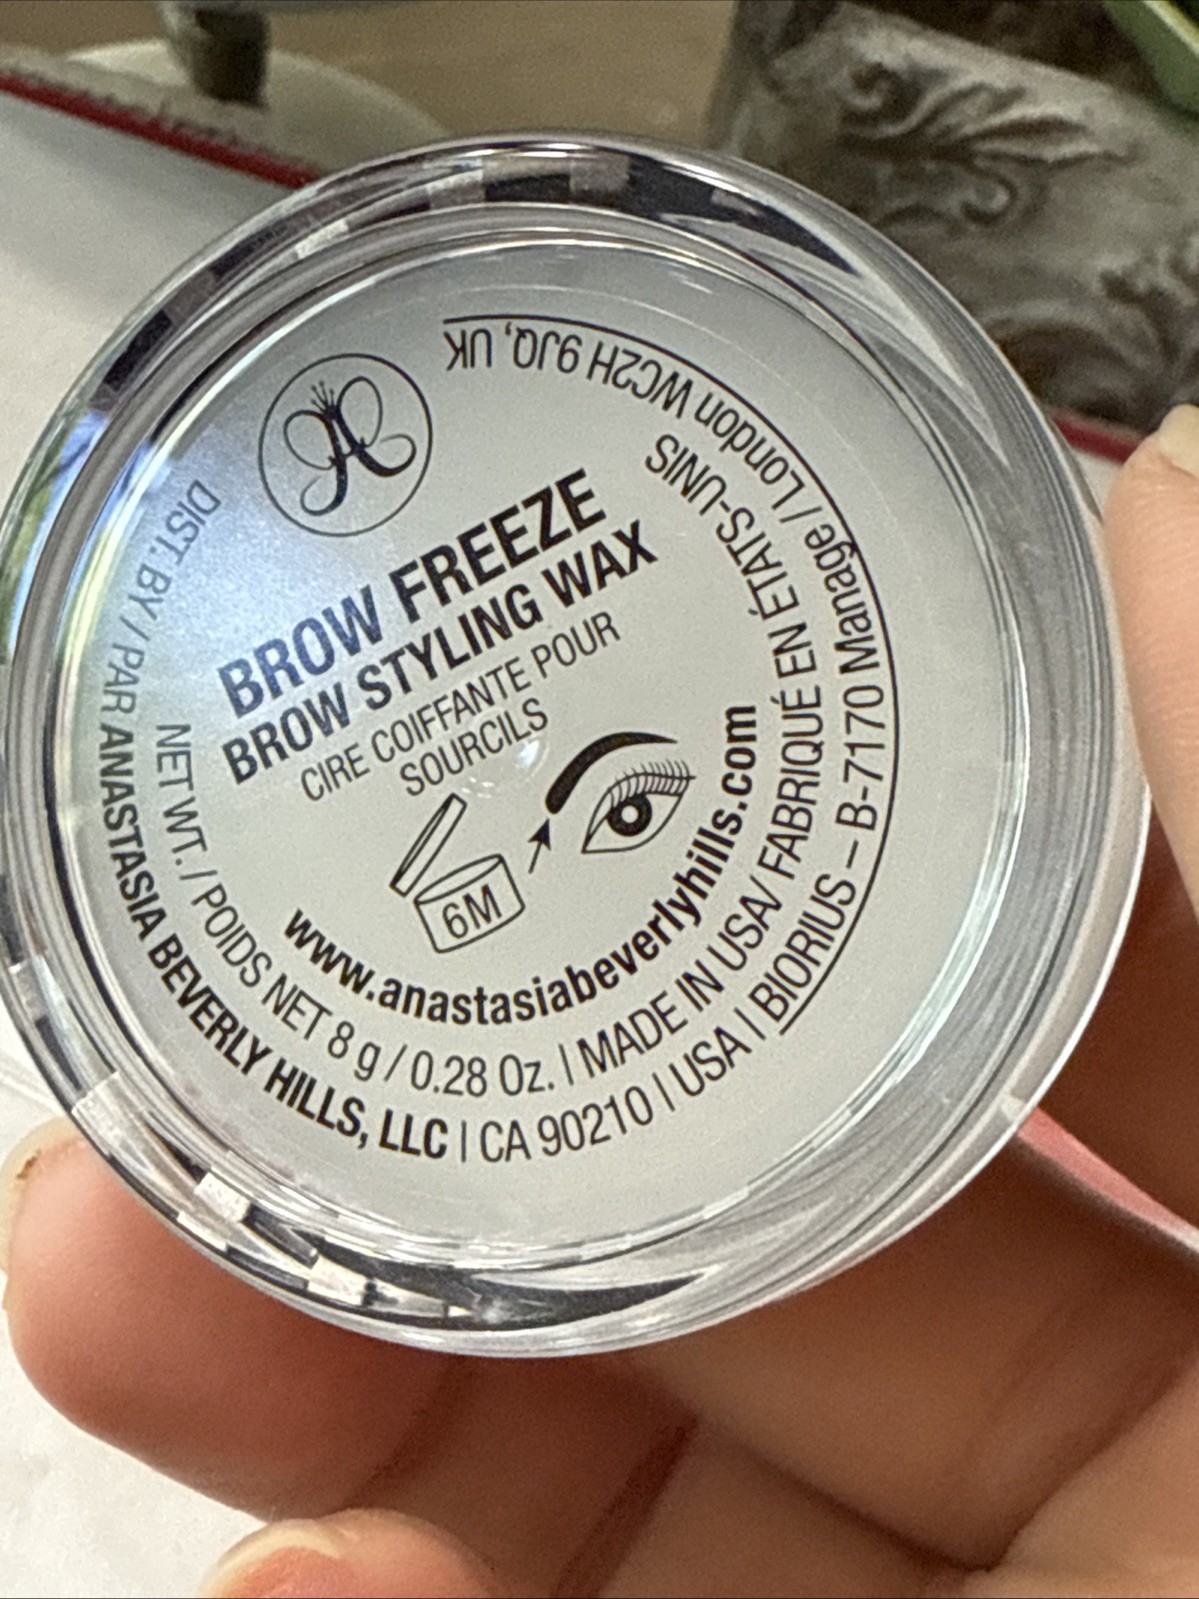 BROW FREEZE
BROW STYLING WAX
CIRE COIFFANTE POUR
SOURCILS
6M
www.anastasiabeverlyhills.com
NET WT. / POIDS NET 8 g / 0.28 Oz. | MADE IN USA/ FABRIQUÉ EN ÉTATS-UNIS
DIST. BY / PAR ANASTASIA BEVERLY HILLS, LLC | CA 90210 | USA | BIORIUS – B-7170 Manage / London WC2H 9JQ, UK